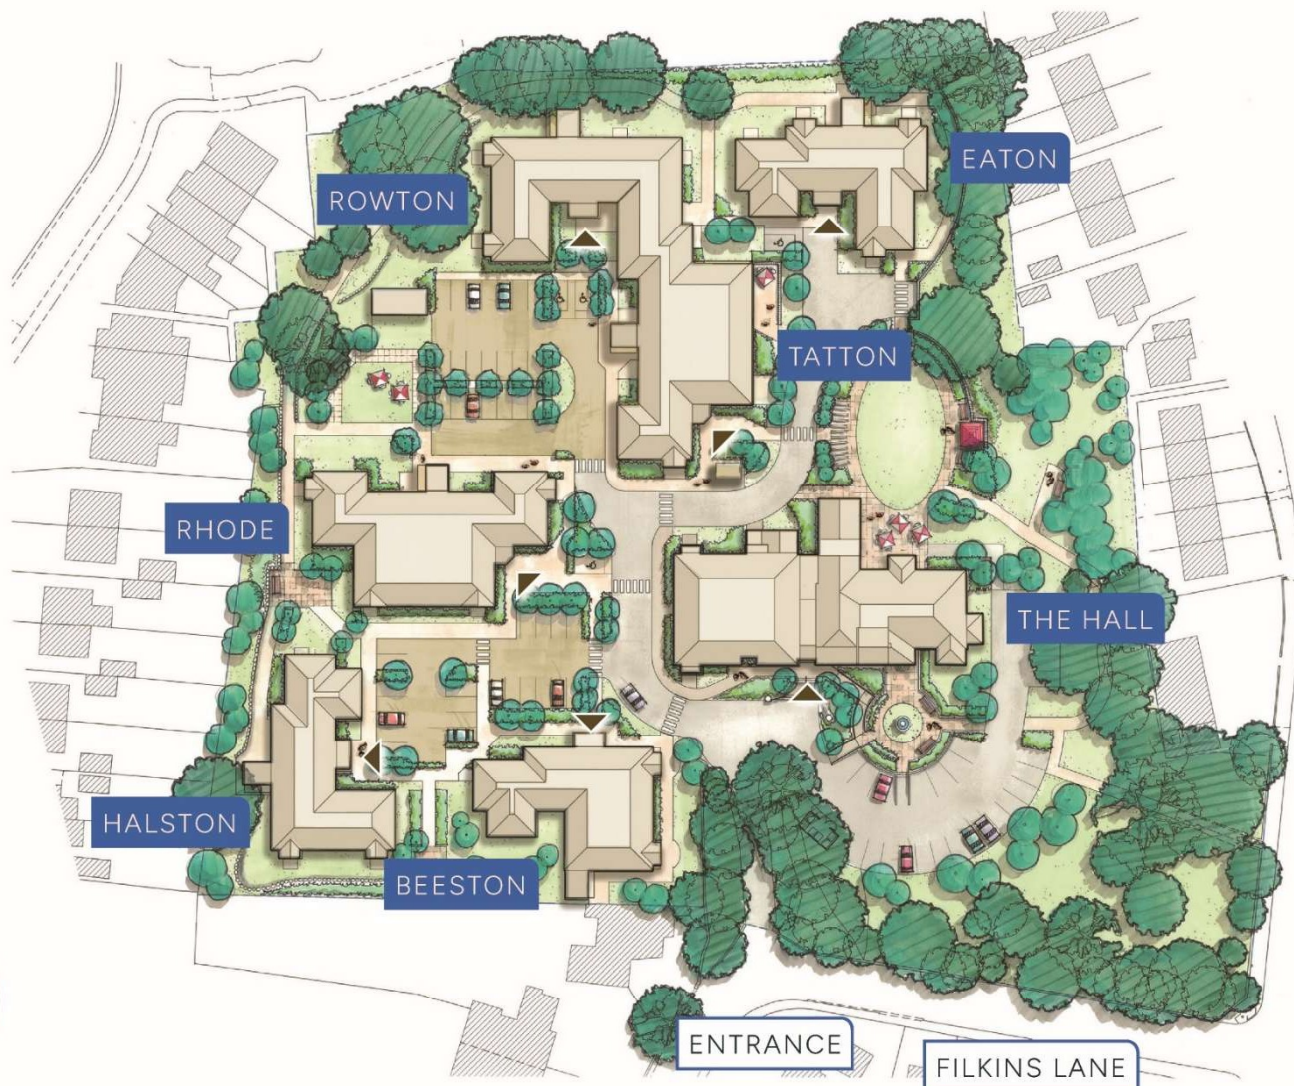 EATON
ROWTON
TATTON
RHODE
THE HALL
HALSTON
BEESTON
ENTRANCE
FILKINS LANE